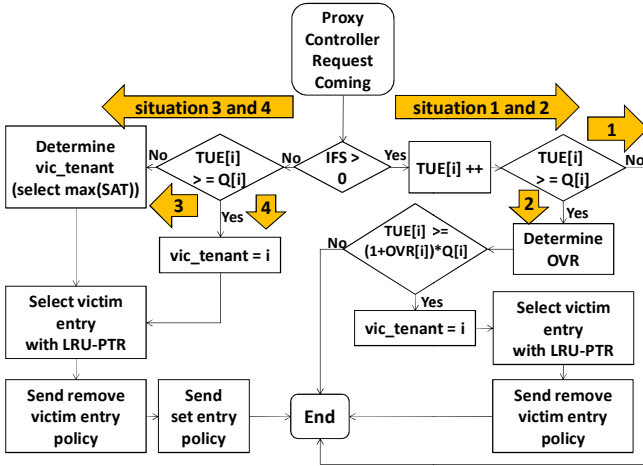 Proxy
Controller
Request
Coming
situation 3 and 4
situation 1 and 2
1
Determine
vic_tenant
(select max(SAT))
No
TUE[i]
>= Q[i]
No
IFS >
0
Yes
TUE[i] ++
TUE[i]
>= Q[i]
No
3
Yes
4
2
Yes
vic_tenant = i
No
TUE[i] >=
(1+OVR[i])*Q[i]
Determine
OVR
Yes
Select victim
entry
with LRU-PTR
vic_tenant = i
Select victim
entry
with LRU-PTR
Send remove
victim entry
policy
Send
set entry
policy
End
Send remove
victim entry
policy